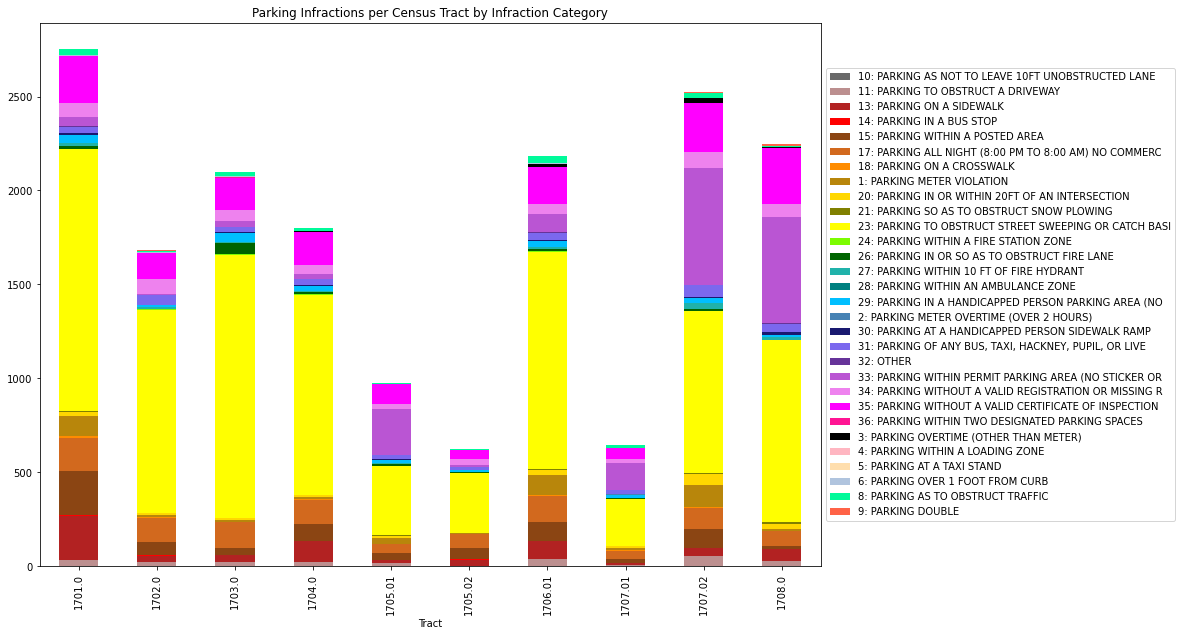 Parking Infractions per Census Tract by Infraction Category
2500
2000
1500
1000
500
0
1701.0
1702.0
1703.0
1704.0
1705.01
1705.02
1706.01
1707.01
1707.02
1708.0
Tract
10: PARKING AS NOT TO LEAVE 10FT UNOBSTRUCTED LANE
11: PARKING TO OBSTRUCT A DRIVEWAY
13: PARKING ON A SIDEWALK
14: PARKING IN A BUS STOP
15: PARKING WITHIN A POSTED AREA
17: PARKING ALL NIGHT (8:00 PM TO 8:00 AM) NO COMMERC
18: PARKING ON A CROSSWALK
1: PARKING METER VIOLATION
20: PARKING IN OR WITHIN 20FT OF AN INTERSECTION
21: PARKING SO AS TO OBSTRUCT SNOW PLOWING
23: PARKING TO OBSTRUCT STREET SWEEPING OR CATCH BASI
24: PARKING WITHIN A FIRE STATION ZONE
26: PARKING IN OR SO AS TO OBSTRUCT FIRE LANE
27: PARKING WITHIN 10 FT OF FIRE HYDRANT
28: PARKING WITHIN AN AMBULANCE ZONE
29: PARKING IN A HANDICAPPED PERSON PARKING AREA (NO
2: PARKING METER OVERTIME (OVER 2 HOURS)
30: PARKING AT A HANDICAPPED PERSON SIDEWALK RAMP
31: PARKING OF ANY BUS, TAXI, HACKNEY, PUPIL, OR LIVE
32: OTHER
33: PARKING WITHIN PERMIT PARKING AREA (NO STICKER OR
34: PARKING WITHOUT A VALID REGISTRATION OR MISSING R
35: PARKING WITHOUT A VALID CERTIFICATE OF INSPECTION
36: PARKING WITHIN TWO DESIGNATED PARKING SPACES
3: PARKING OVERTIME (OTHER THAN METER)
4: PARKING WITHIN A LOADING ZONE
5: PARKING AT A TAXI STAND
6: PARKING OVER 1 FOOT FROM CURB
8: PARKING AS TO OBSTRUCT TRAFFIC
9: PARKING DOUBLE